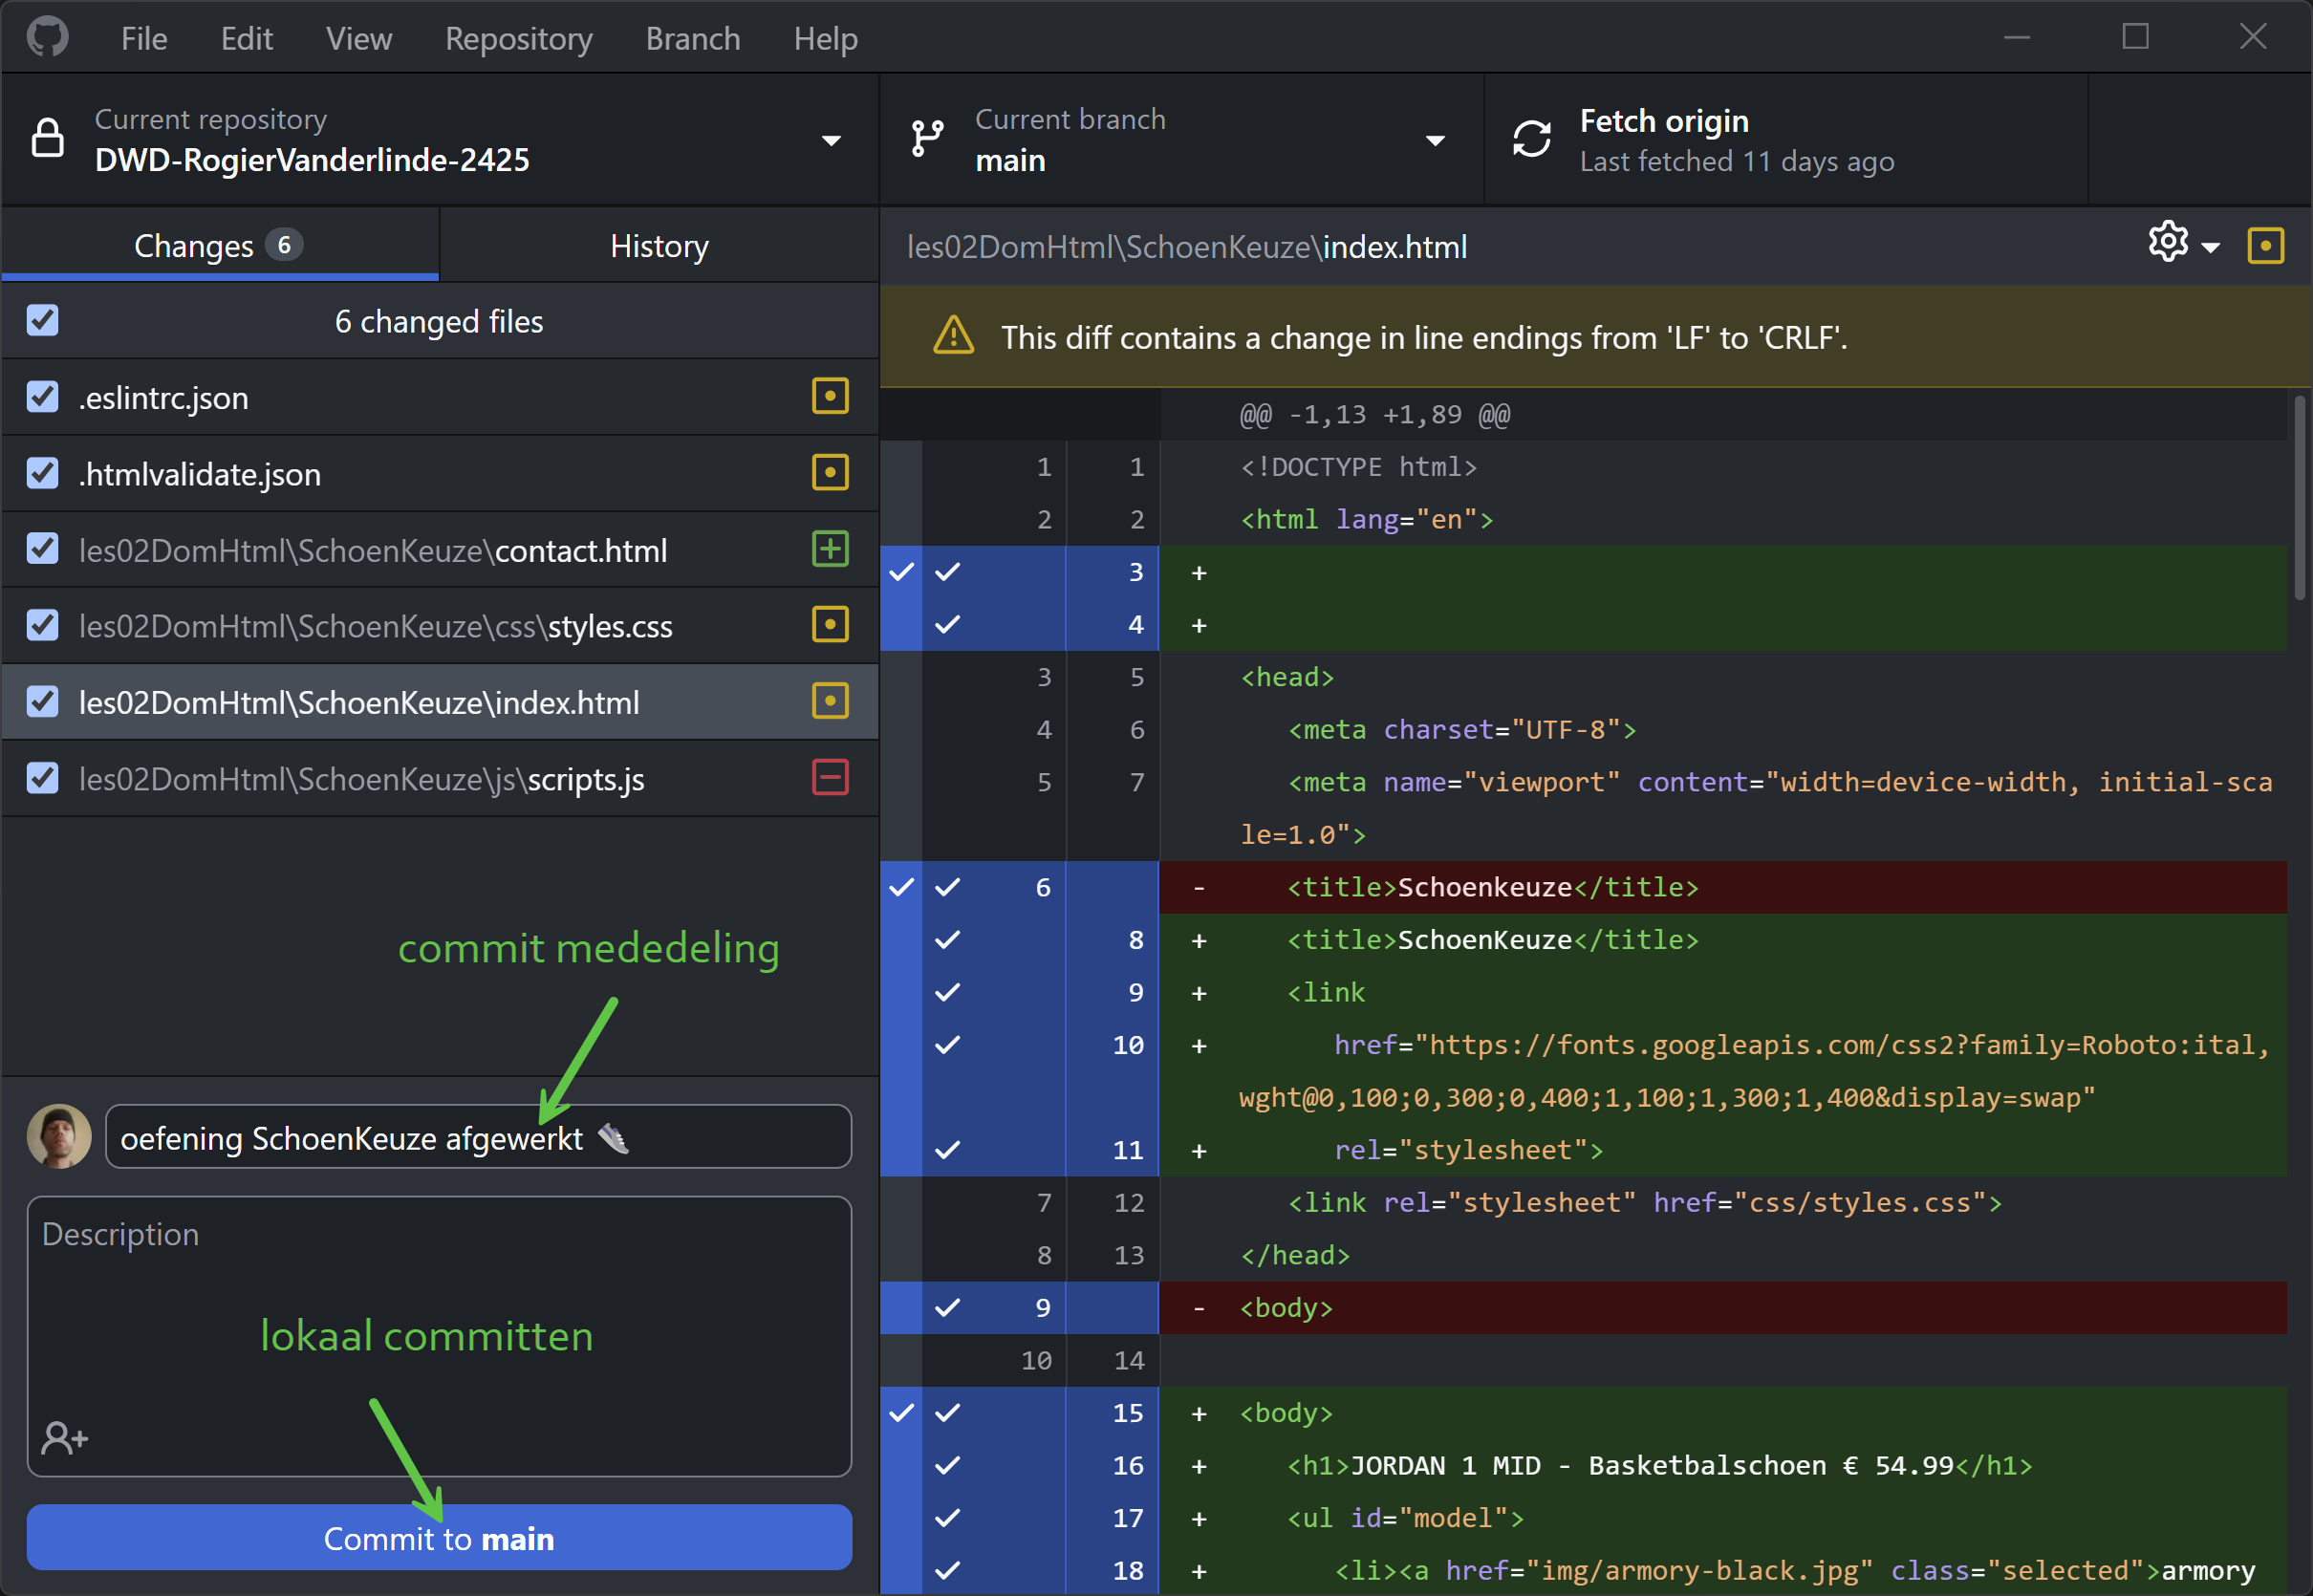 File Edit View Repository Branch Help
Current repository
DWD-RogierVanderlinde-2425
Current branch
main
Fetch origin
Last fetched 11 days ago
Changes 6
History
6 changed files
.eslintrc.json
.htmlvalidate.json
les02DomHtml\SchoenKeuze\contact.html
les02DomHtml\SchoenKeuze\css\styles.css
les02DomHtml\SchoenKeuze\index.html
les02DomHtml\SchoenKeuze\js\scripts.js
commit mededeling
oefening SchoenKeuze afgewerkt 👟
Description
lokaal committen
Commit to main
les02DomHtml\SchoenKeuze\index.html
This diff contains a change in line endings from 'LF' to 'CRLF'.
@@ -1,13 +1,89 @@
1 1 <!DOCTYPE html>
2 2 <html lang="en">
3 +
4 +
3 5 <head>
4 6 <meta charset="UTF-8">
5 7 <meta name="viewport" content="width=device-width, initial-sca
le=1.0">
6 - <title>Schoenkeuze</title>
8 + <title>SchoenKeuze</title>
9 + <link
10 + href="https://fonts.googleapis.com/css2?family=Roboto:ital,
wght@0,100;0,300;0,400;1,100;1,300;1,400&display=swap"
11 + rel="stylesheet">
7 12 <link rel="stylesheet" href="css/styles.css">
8 13 </head>
9 - <body>
10 14
15 + <body>
16 + <h1>JORDAN 1 MID - Basketbalschoen € 54.99</h1>
17 + <ul id="model">
18 + <li><a href="img/armory-black.jpg" class="selected">armory